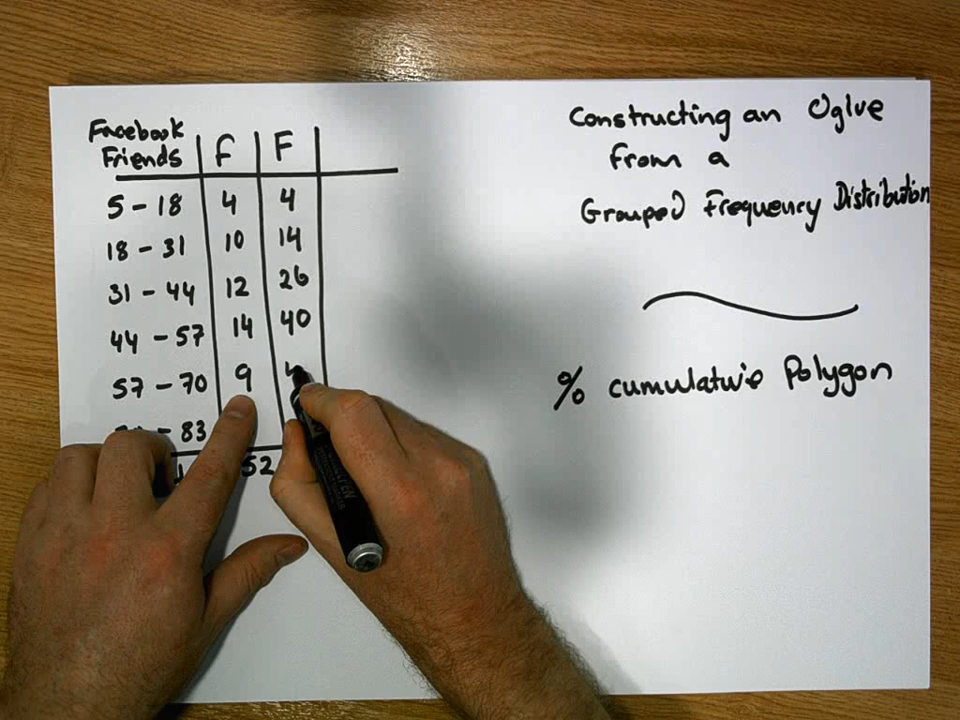 Facebook
Friends f F
5 - 18 4 4
18 - 31 10 14
31 - 44 12 26
44 - 57 14 40
57 - 70 9
- 83
52
Constructing an Ogive
from a
Grouped Frequency Distribution
% cumulative Polygon